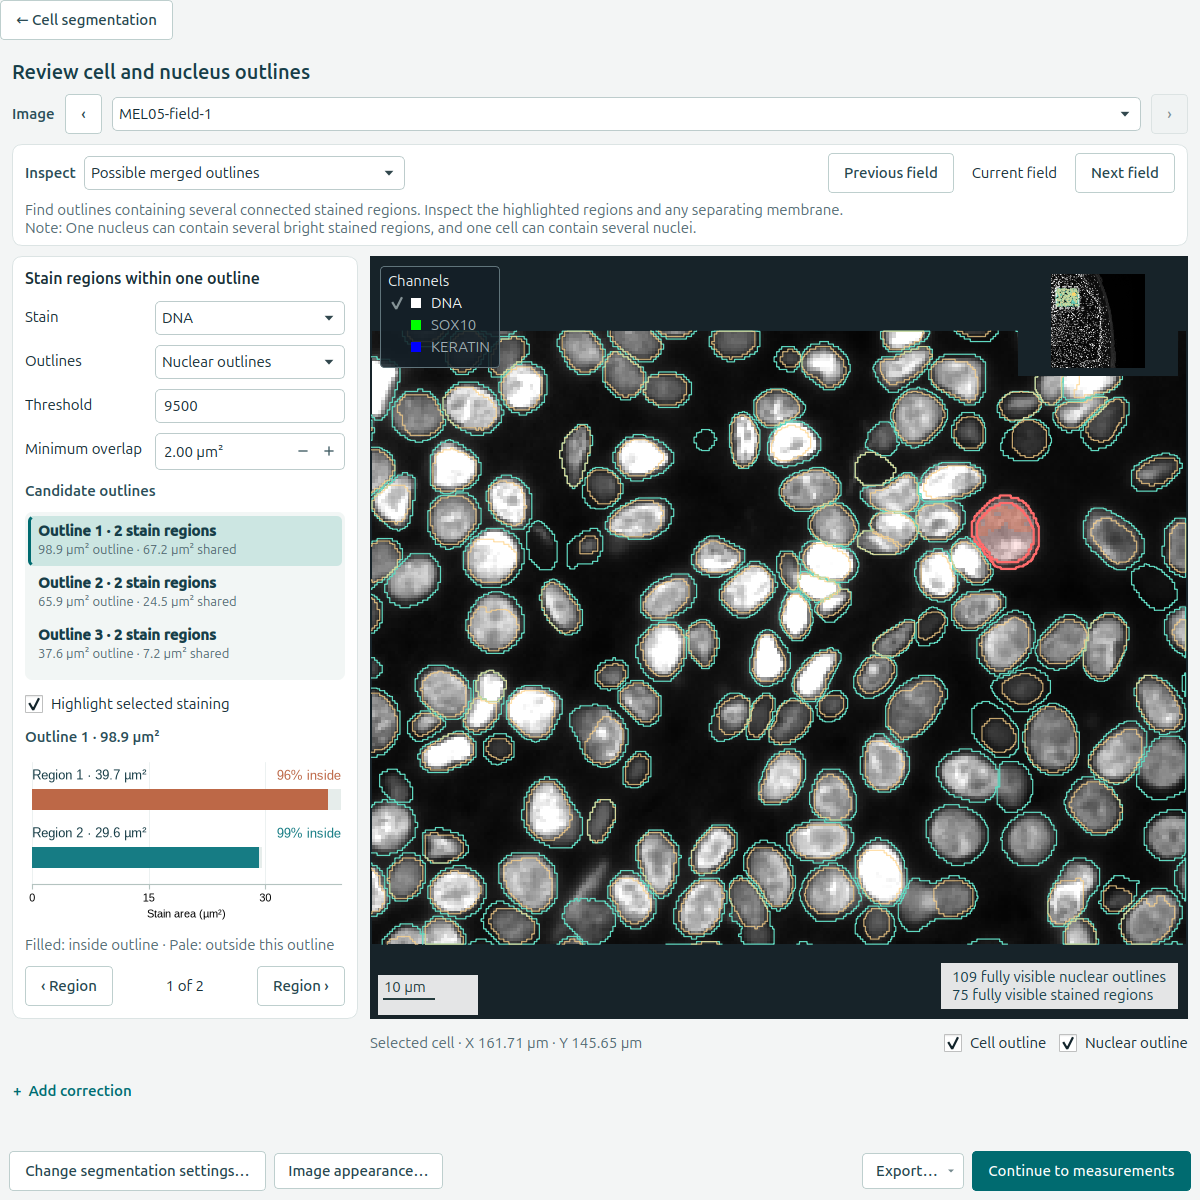 ← Cell segmentation
Review cell and nucleus outlines
Image
‹
MEL05-field-1
›
Inspect
Possible merged outlines
Previous field
Current field
Next field
Find outlines containing several connected stained regions. Inspect the highlighted regions and any separating membrane.
Note: One nucleus can contain several bright stained regions, and one cell can contain several nuclei.
Stain regions within one outline
Stain
DNA
Outlines
Nuclear outlines
Threshold
9500
Minimum overlap
2.00 µm²
− +
Candidate outlines
Outline 1 · 2 stain regions
98.9 µm² outline · 67.2 µm² shared
Outline 2 · 2 stain regions
65.9 µm² outline · 24.5 µm² shared
Outline 3 · 2 stain regions
37.6 µm² outline · 7.2 µm² shared
Highlight selected staining
Outline 1 · 98.9 µm²
Region 1 · 39.7 µm²
96% inside
Region 2 · 29.6 µm²
99% inside
0 15 30
Stain area (µm²)
Filled: inside outline · Pale: outside this outline
‹ Region
1 of 2
Region ›
Channels
DNA
SOX10
KERATIN
10 µm
109 fully visible nuclear outlines
75 fully visible stained regions
Selected cell · X 161.71 µm · Y 145.65 µm
Cell outline
Nuclear outline
+ Add correction
Change segmentation settings…
Image appearance…
Export…
Continue to measurements